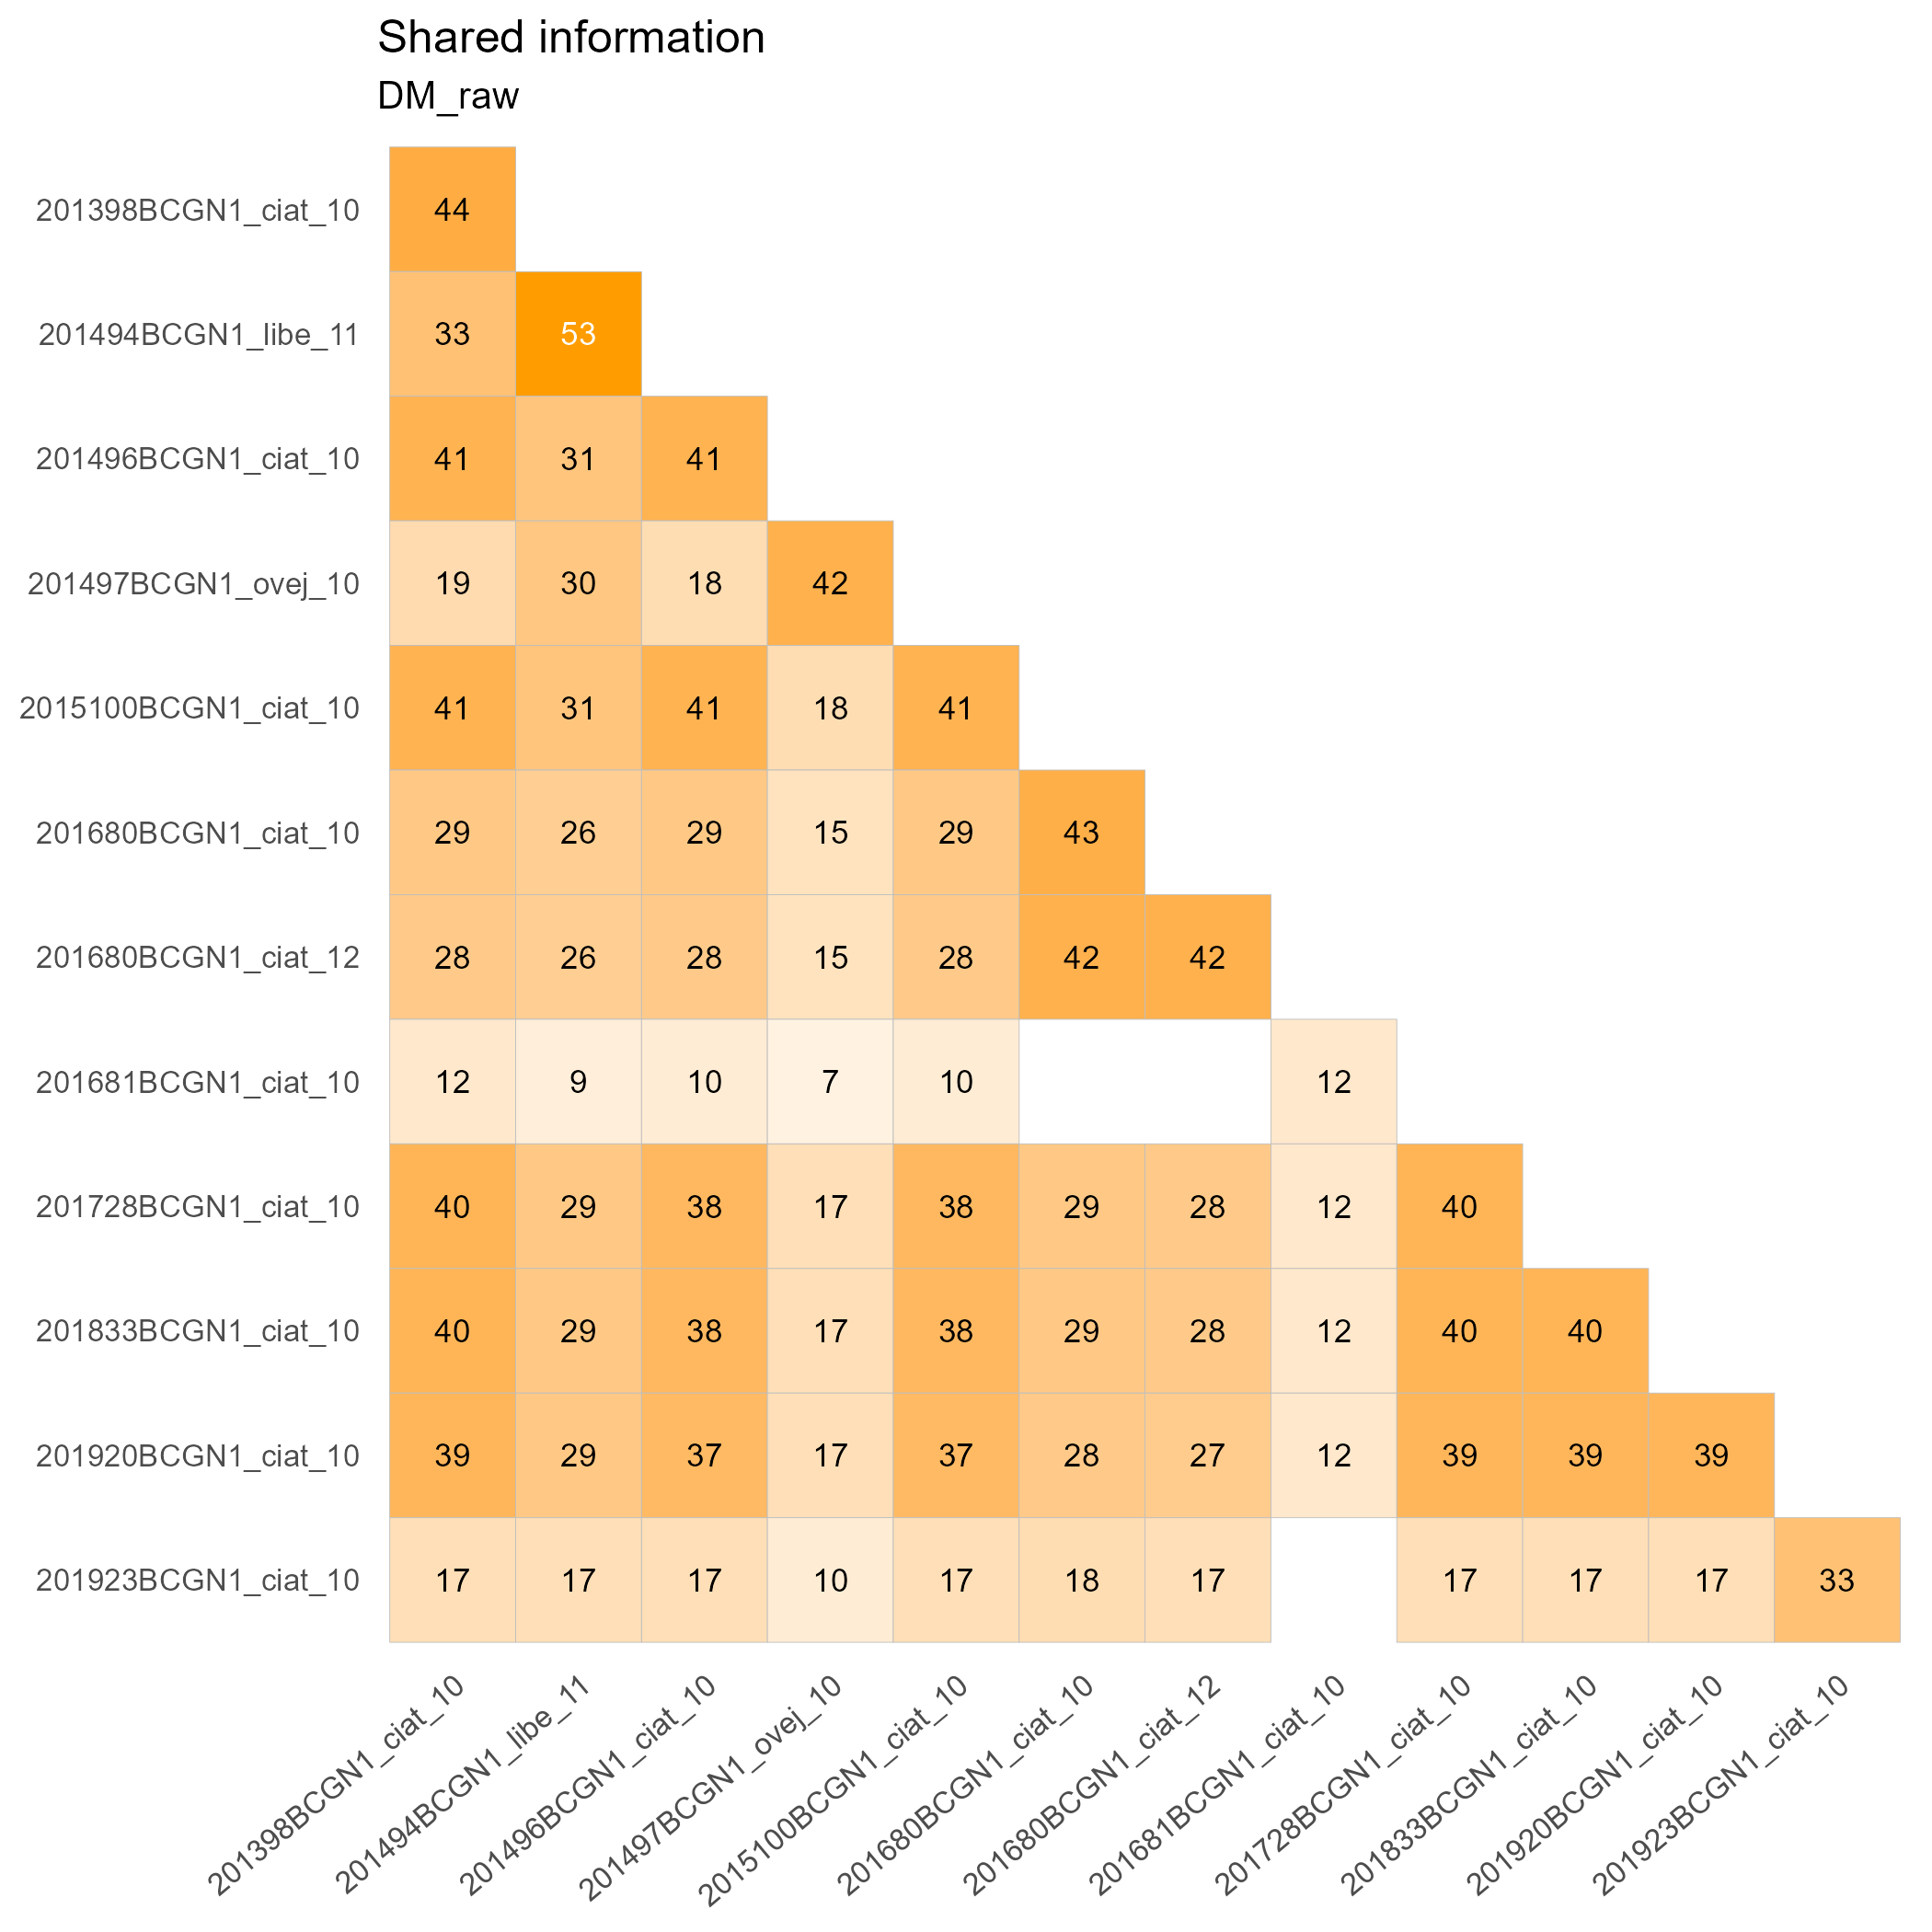 Shared information
DM_raw
201398BCGN1_ciat_10 44
201494BCGN1_libe_11 33 53
201496BCGN1_ciat_10 41 31 41
201497BCGN1_ovej_10 19 30 18 42
2015100BCGN1_ciat_10 41 31 41 18 41
201680BCGN1_ciat_10 29 26 29 15 29 43
201680BCGN1_ciat_12 28 26 28 15 28 42 42
201681BCGN1_ciat_10 12 9 10 7 10 12
201728BCGN1_ciat_10 40 29 38 17 38 29 28 12 40
201833BCGN1_ciat_10 40 29 38 17 38 29 28 12 40 40
201920BCGN1_ciat_10 39 29 37 17 37 28 27 12 39 39 39
201923BCGN1_ciat_10 17 17 17 10 17 18 17 17 17 17 33
201398BCGN1_ciat_10
201494BCGN1_libe_11
201496BCGN1_ciat_10
201497BCGN1_ovej_10
2015100BCGN1_ciat_10
201680BCGN1_ciat_10
201680BCGN1_ciat_12
201681BCGN1_ciat_10
201728BCGN1_ciat_10
201833BCGN1_ciat_10
201920BCGN1_ciat_10
201923BCGN1_ciat_10